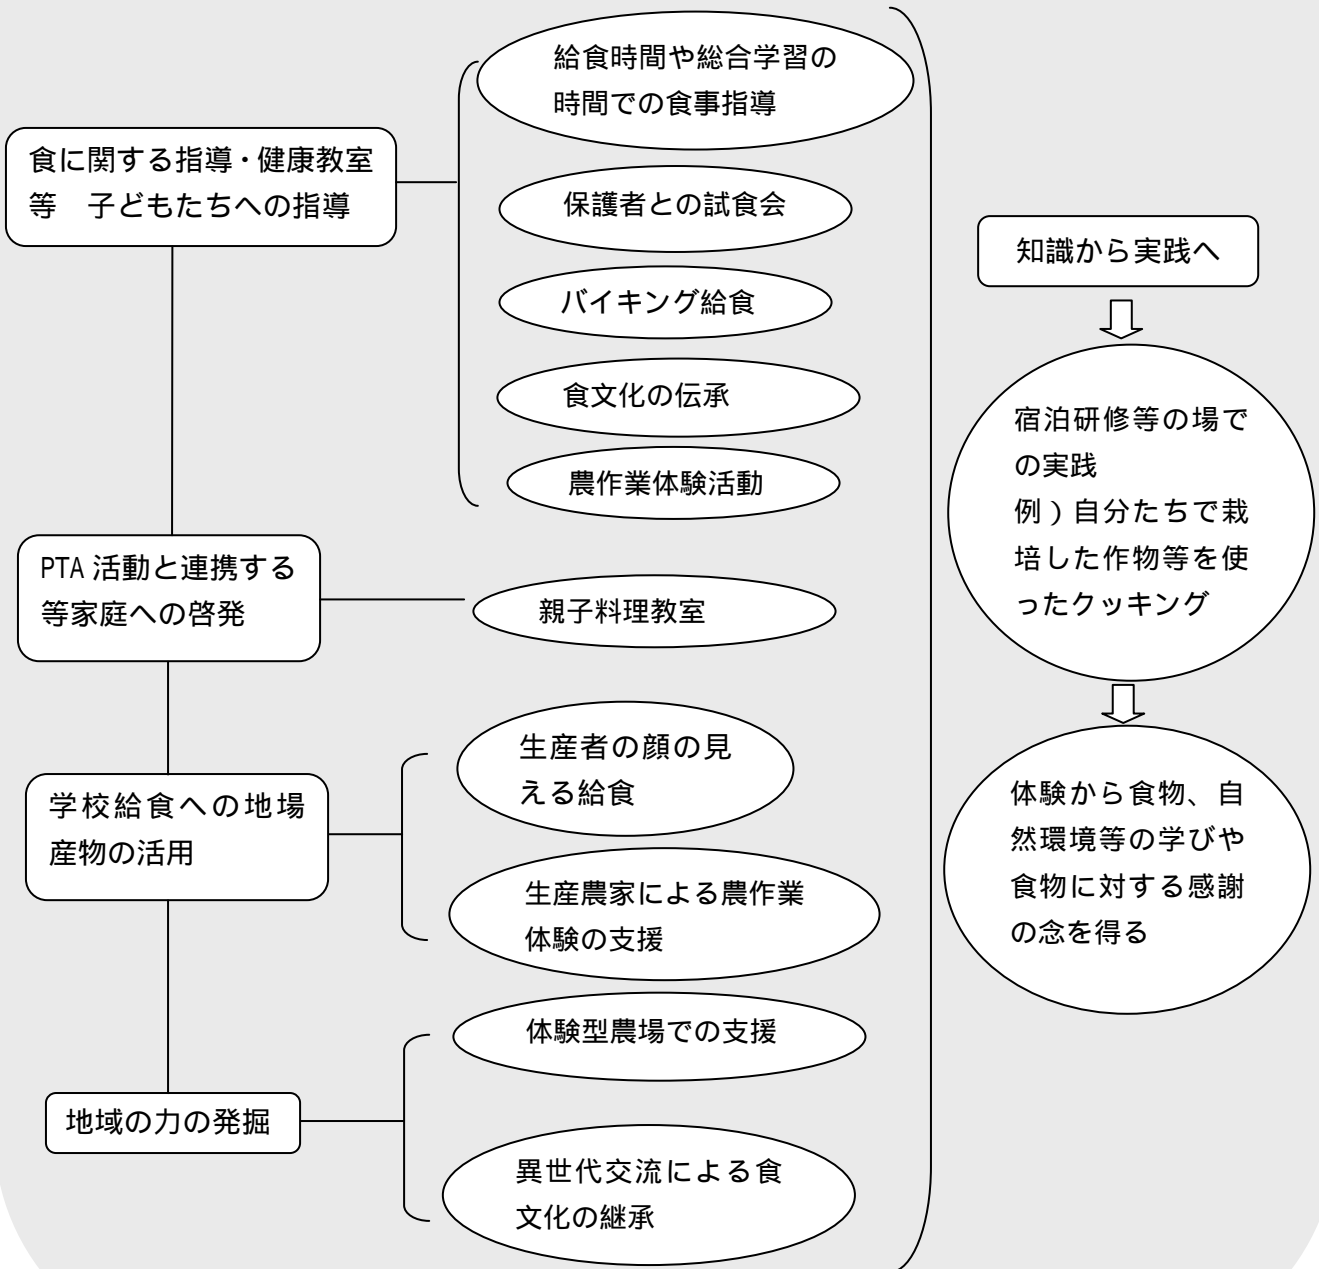 食に関する指導・健康教室
等　子どもたちへの指導
給食時間や総合学習の
時間での食事指導
保護者との試食会
バイキング給食
食文化の伝承
農作業体験活動
PTA 活動と連携する
等家庭への啓発
親子料理教室
学校給食への地場
産物の活用
生産者の顔の見
える給食
生産農家による農作業
体験の支援
地域の力の発掘
体験型農場での支援
異世代交流による食
文化の継承
知識から実践へ
宿泊研修等の場で
の実践
例）自分たちで栽
培した作物等を使
ったクッキング
体験から食物、自
然環境等の学びや
食物に対する感謝
の念を得る